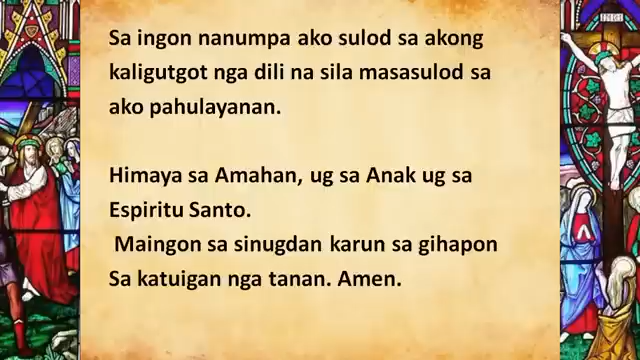 Sa ingon nanumpa ako sulod sa akong
kaligutgot nga dili na sila masasulod sa
ako pahulayanan.
Himaya sa Amahan, ug sa Anak ug sa
Espiritu Santo.
Maingon sa sinugdan karun sa gihapon
Sa katuigan nga tanan. Amen.